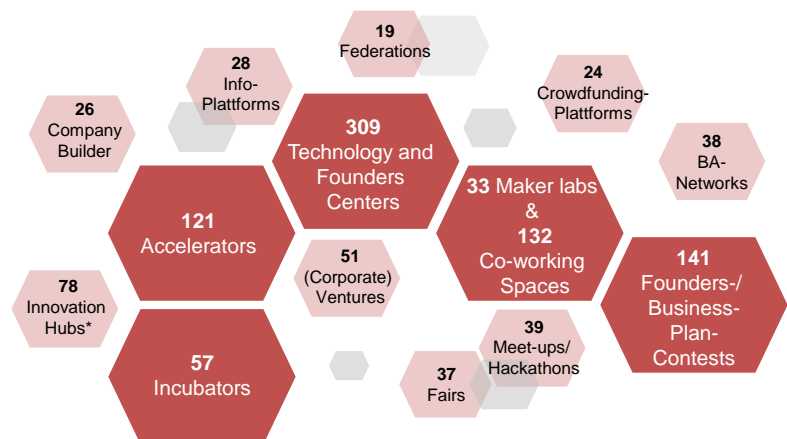 19
Federations
28
Info-
Plattforms
24
Crowdfunding-
Plattforms
26
Company
Builder
309
Technology and
Founders
Centers
38
BA-
Networks
121
Accelerators
33 Maker labs
&
132
Co-working
Spaces
51
(Corporate)
Ventures
141
Founders-/
Business-
Plan-
Contests
78
Innovation
Hubs*
39
Meet-ups/
Hackathons
57
Incubators
37
Fairs